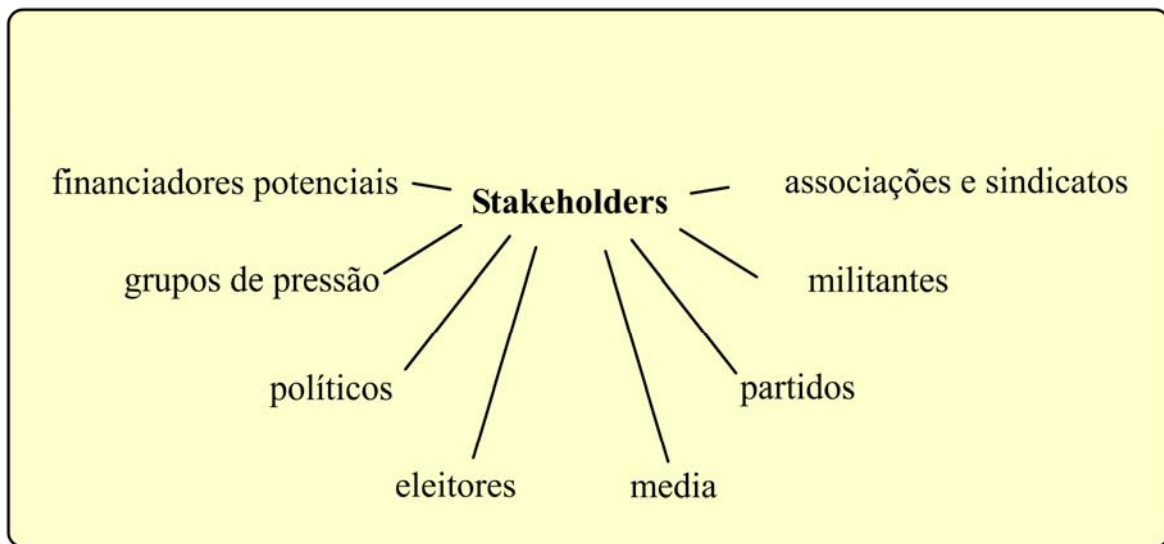 financiadores potenciais
Stakeholders
associações e sindicatos
grupos de pressão
militantes
políticos
partidos
eleitores
media